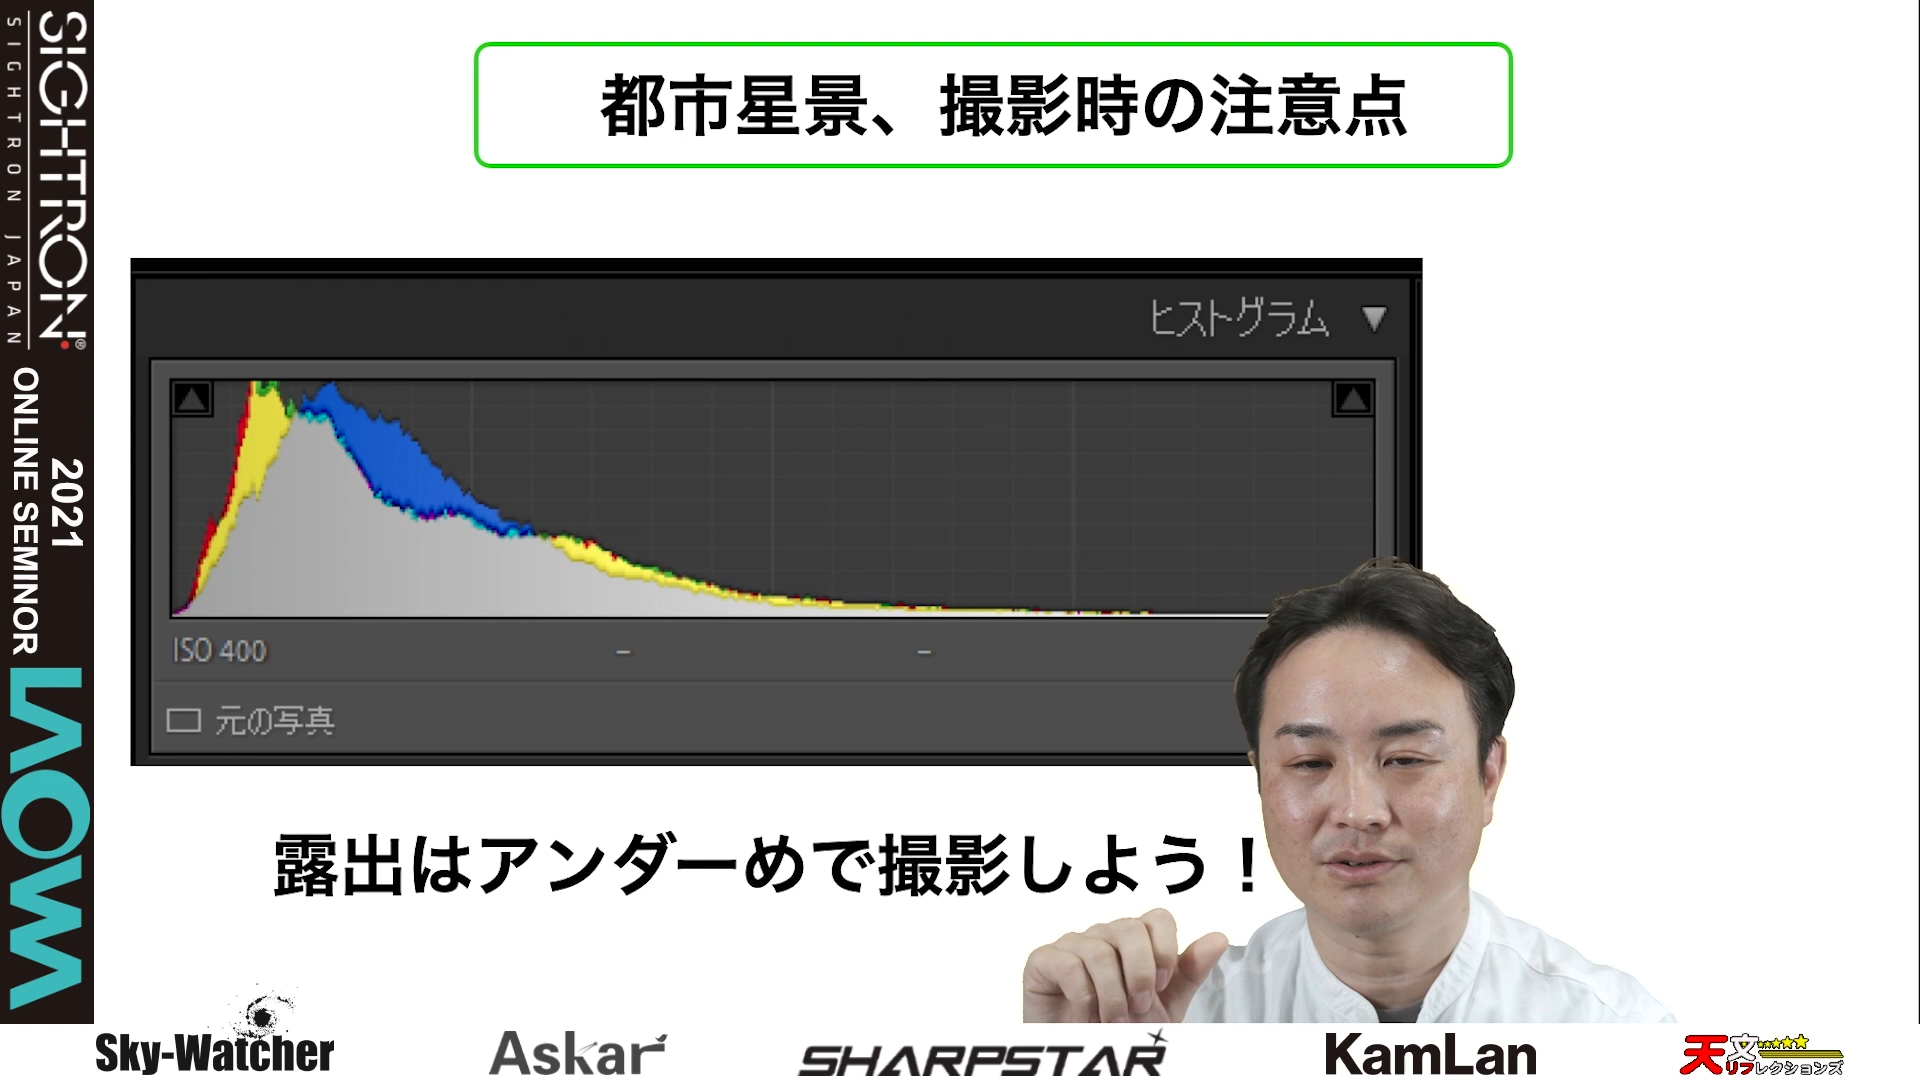 都市星景、撮影時の注意点
ヒストグラム ▼
ISO 400 – –
元の写真
露出はアンダーめで撮影しよう！
SIGHTRON®
SIGHTRON JAPAN
2021
ONLINE SEMINOR
LAOWA
Sky-Watcher
Askar
SHARPSTAR
KamLan
天文
リフレクションズ